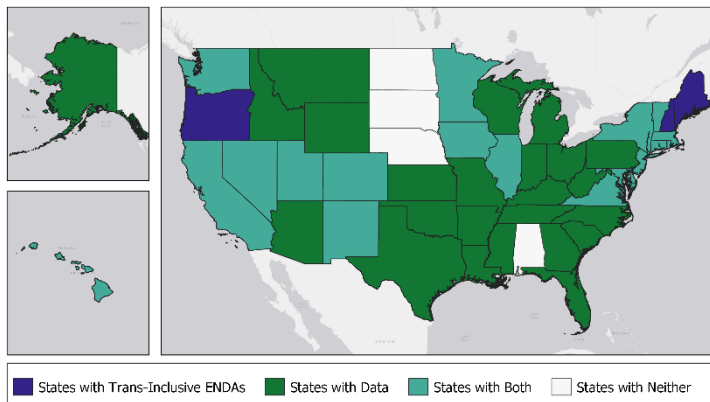 States with Trans-Inclusive ENDAs
States with Data
States with Both
States with Neither